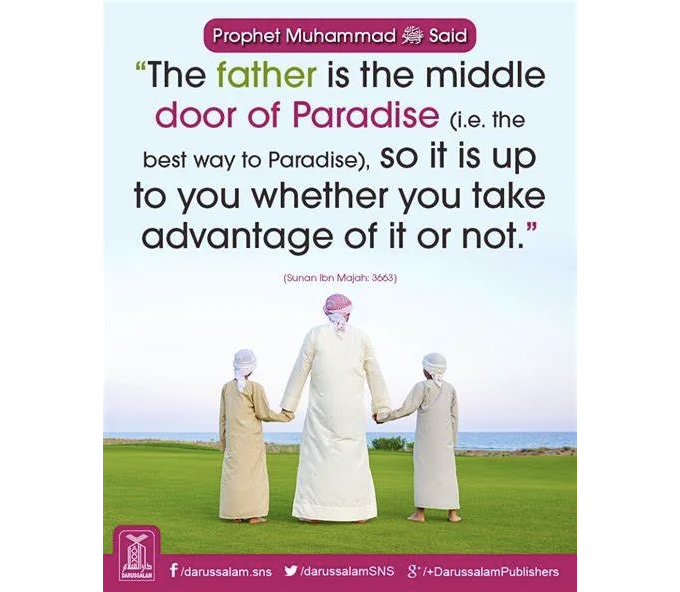 Prophet Muhammad ﷺ Said
“The father is the middle
door of Paradise (i.e. the
best way to Paradise), so it is up
to you whether you take
advantage of it or not.”
(Sunan Ibn Majah: 3663)
دارالسلام
DARUSSALAM
f/darussalam.sns /darussalamSNS g+/+DarussalamPublishers